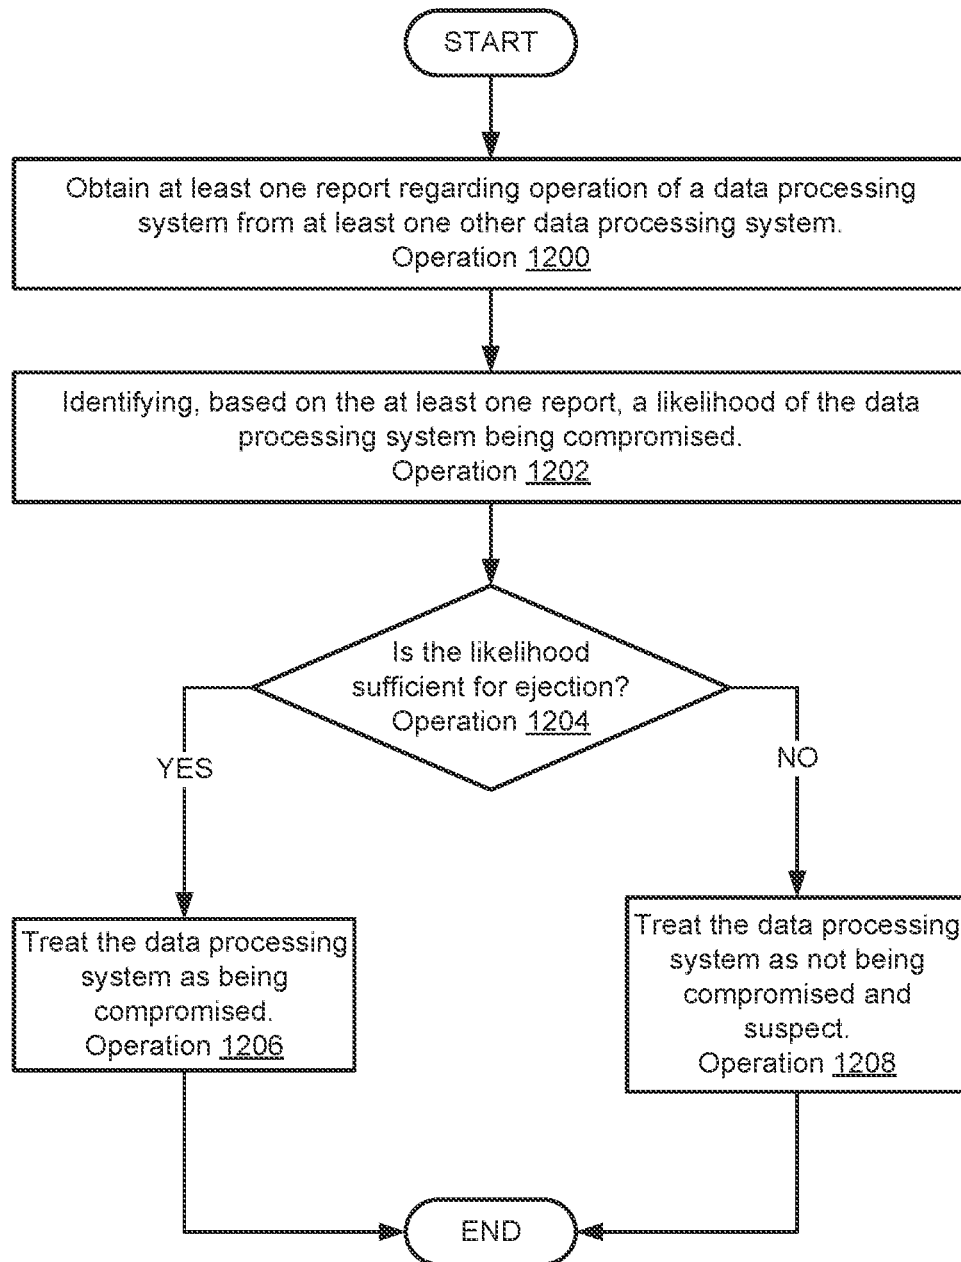 START
Obtain at least one report regarding operation of a data processing
system from at least one other data processing system.
Operation 1200
Identifying, based on the at least one report, a likelihood of the data
processing system being compromised.
Operation 1202
Is the likelihood
sufficient for ejection?
Operation 1204
YES
NO
Treat the data processing
system as being
compromised.
Operation 1206
Treat the data processing
system as not being
compromised and
suspect.
Operation 1208
END